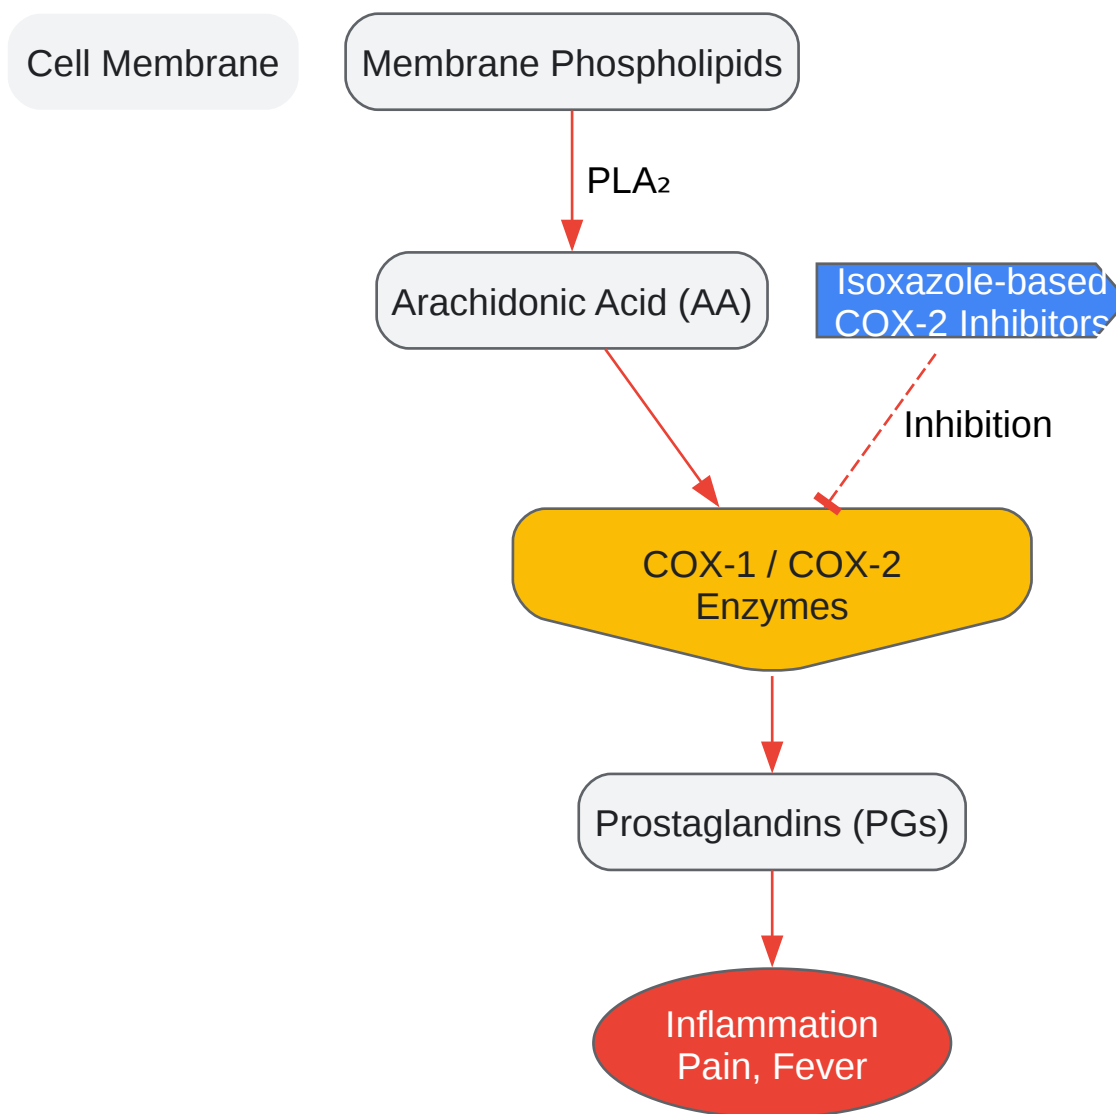 Cell Membrane
Membrane Phospholipids
PLA₂
Arachidonic Acid (AA)
Isoxazole-based
COX-2 Inhibitors
Inhibition
COX-1 / COX-2
Enzymes
Prostaglandins (PGs)
Inflammation
Pain, Fever